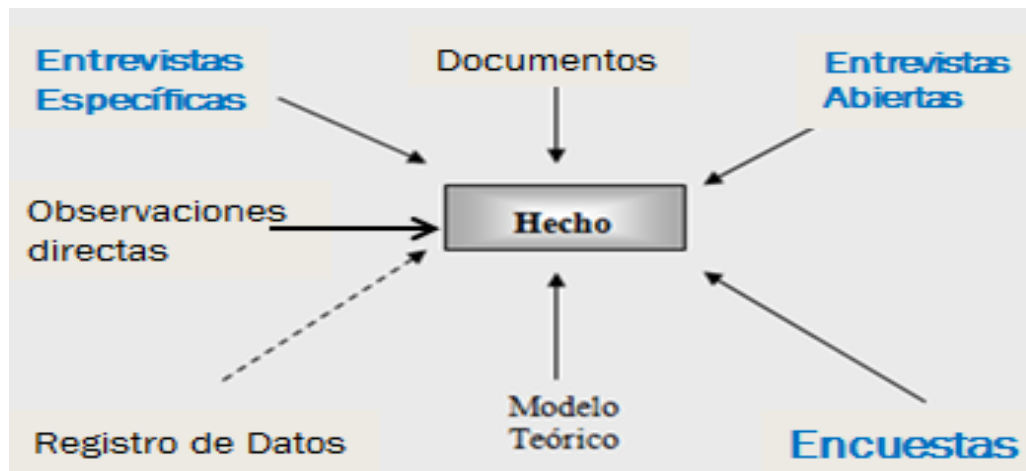 Entrevistas
Específicas
Documentos
Entrevistas
Abiertas
Observaciones
directas
Hecho
Registro de Datos
Modelo
Teórico
Encuestas